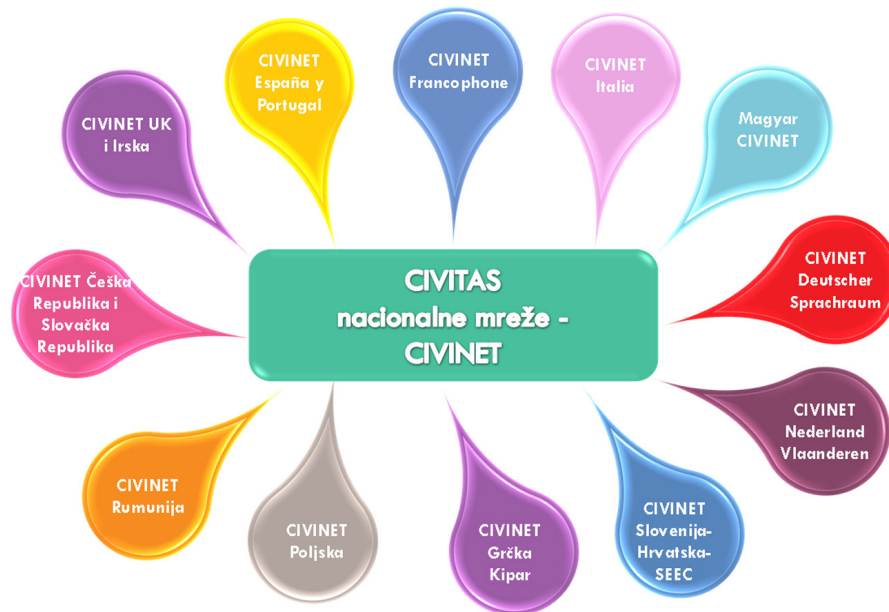 CIVINET
España y
Portugal
CIVINET
Francophone
CIVINET
Italia
CIVINET UK
i Irska
Magyar
CIVINET
CIVINET Češka
Republika i
Slovačka
Republika
CIVITAS
nacionalne mreže -
CIVINET
CIVINET
Deutscher
Sprachraum
CIVINET
Nederland
Vlaanderen
CIVINET
Rumunija
CIVINET
Poljska
CIVINET
Grčka
Kipar
CIVINET
Slovenija-
Hrvatska-
SEEC